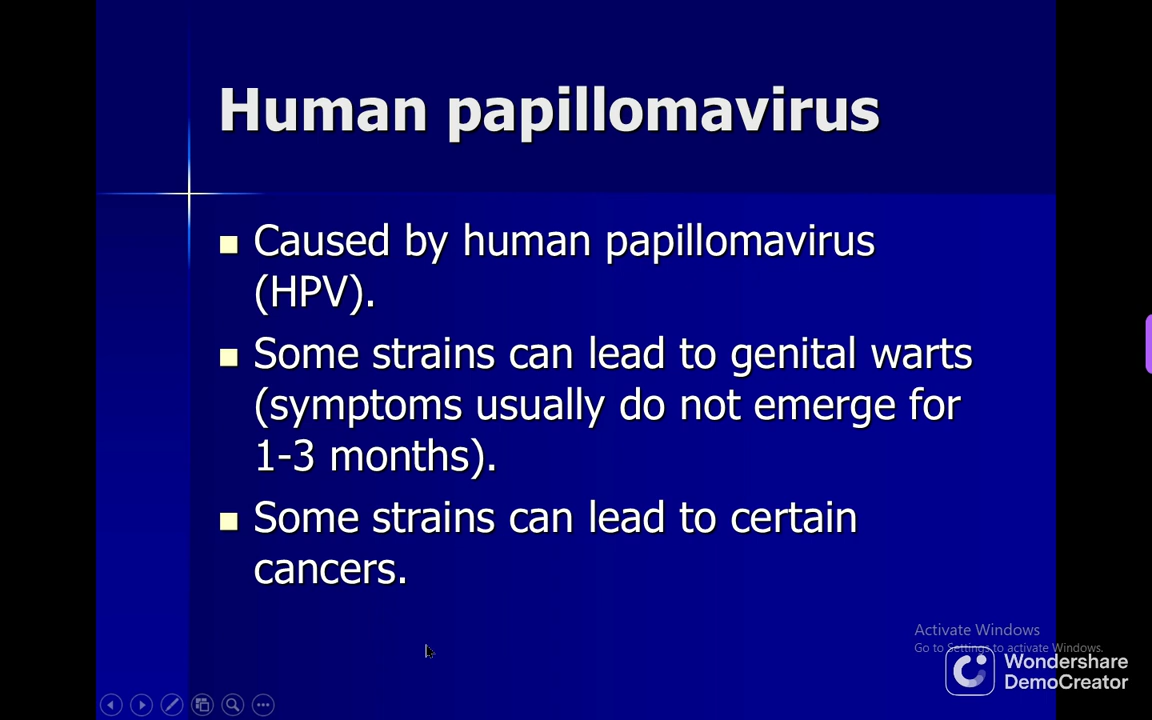 Human papillomavirus
Caused by human papillomavirus
(HPV).
Some strains can lead to genital warts
(symptoms usually do not emerge for
1-3 months).
Some strains can lead to certain
cancers.
Activate Windows
Go to Settings to activate Windows.
Wondershare
DemoCreator